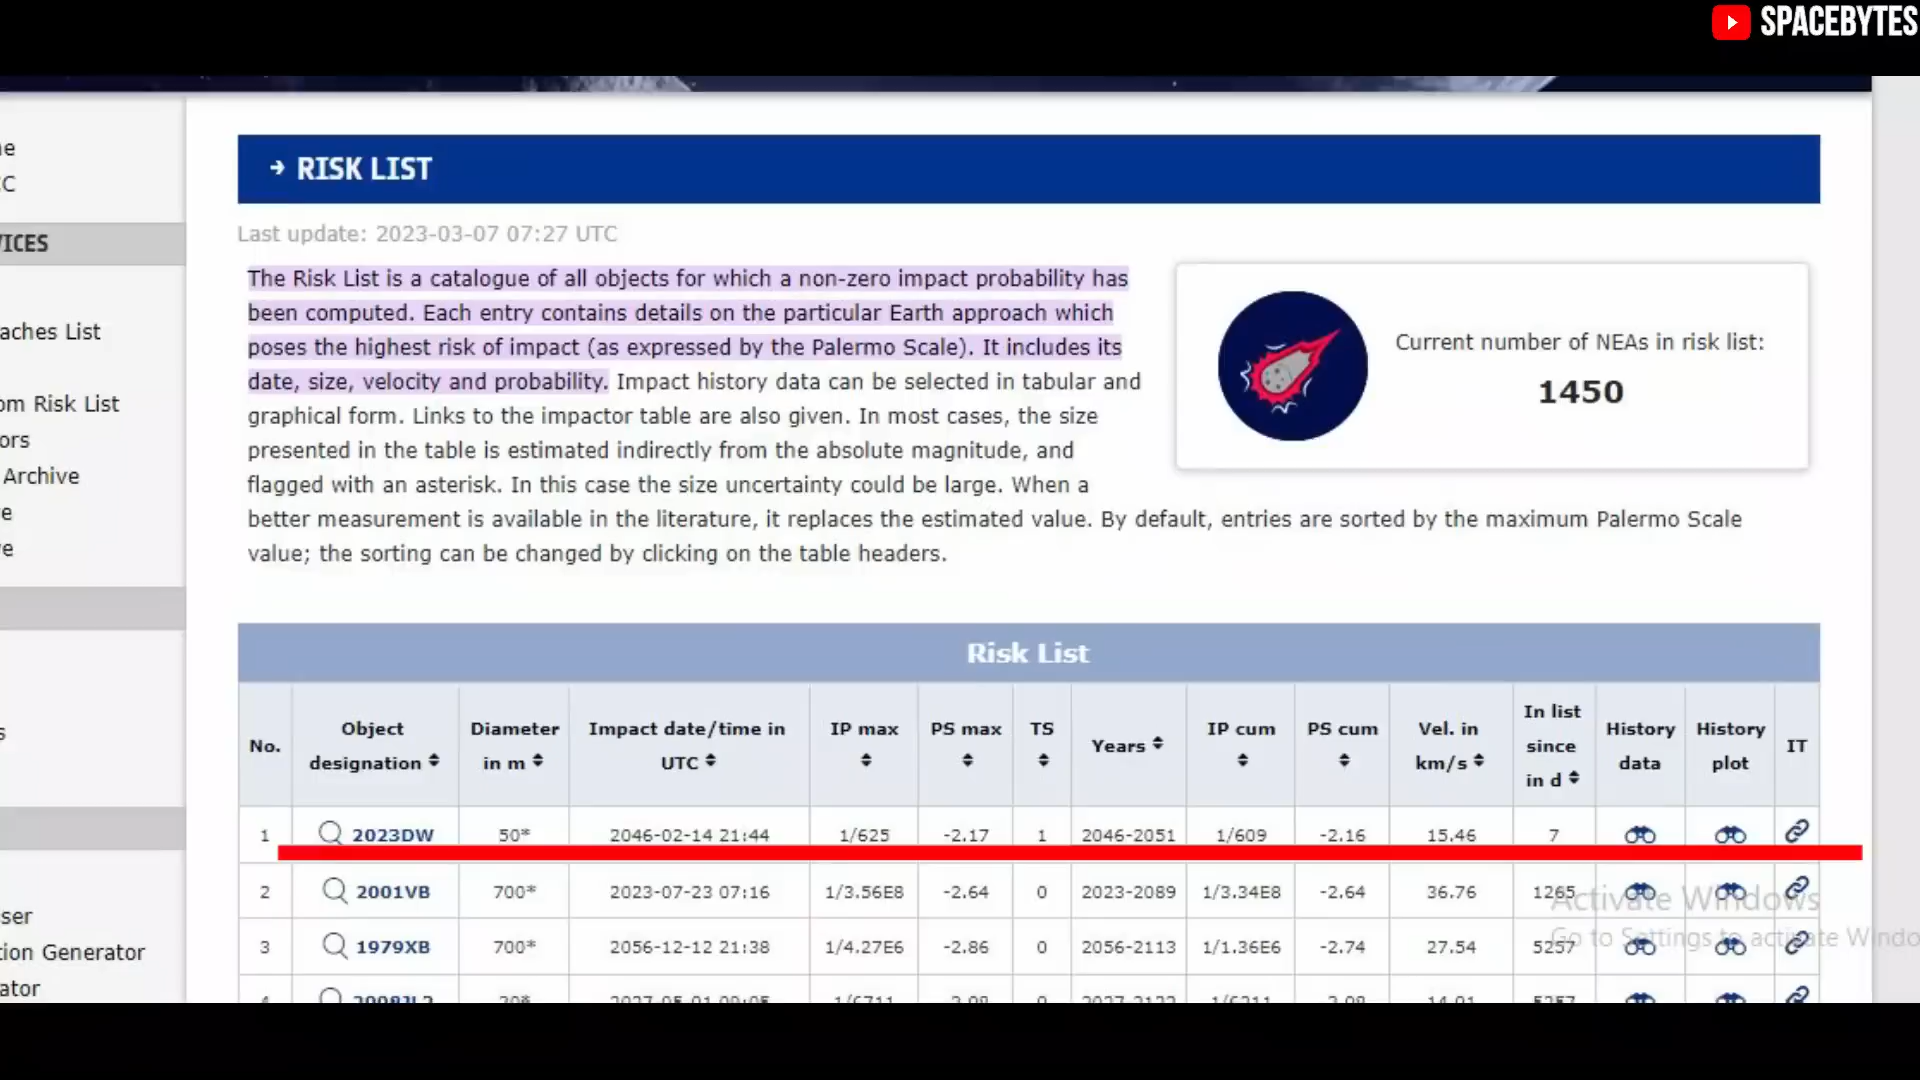 SPACEBYTES
RISK LIST
Last update: 2023-03-07 07:27 UTC
The Risk List is a catalogue of all objects for which a non-zero impact probability has
been computed. Each entry contains details on the particular Earth approach which
poses the highest risk of impact (as expressed by the Palermo Scale). It includes its
date, size, velocity and probability. Impact history data can be selected in tabular and
graphical form. Links to the impactor table are also given. In most cases, the size
presented in the table is estimated indirectly from the absolute magnitude, and
flagged with an asterisk. In this case the size uncertainty could be large. When a
better measurement is available in the literature, it replaces the estimated value. By default, entries are sorted by the maximum Palermo Scale
value; the sorting can be changed by clicking on the table headers.
Current number of NEAs in risk list:
1450
ne
C
VICES
aches List
om Risk List
ors
Archive
e
e
s
ser
ion Generator
ator
Risk List
No. Object designation Diameter in m Impact date/time in UTC IP max PS max TS Years IP cum PS cum Vel. in km/s In list since in d History data History plot IT
1 2023DW 50* 2046-02-14 21:44 1/625 -2.17 1 2046-2051 1/609 -2.16 15.46 7
2 2001VB 700* 2023-07-23 07:16 1/3.56E8 -2.64 0 2023-2089 1/3.34E8 -2.64 36.76 1265
3 1979XB 700* 2056-12-12 21:38 1/4.27E6 -2.86 0 2056-2113 1/1.36E6 -2.74 27.54 5257
Activate Windows
Go to Settings to activate Windo